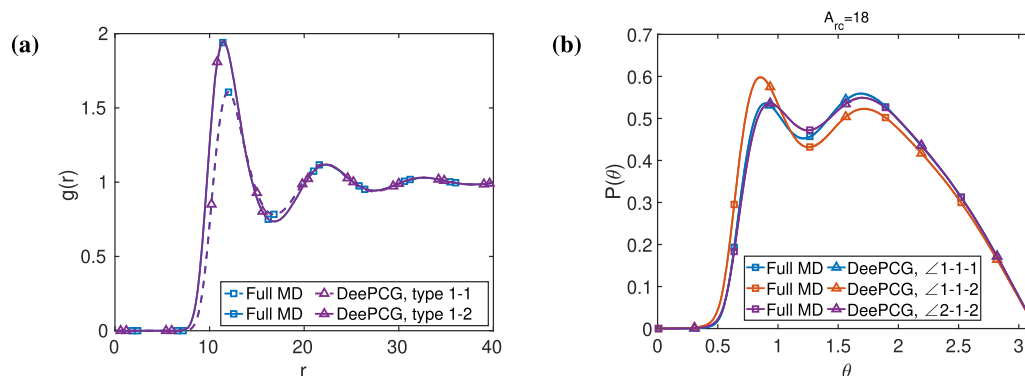 (a)
2
1.5
1
0.5
0
g(r)
0 10 20 30 40
r
Full MD DeePCG, type 1-1
Full MD DeePCG, type 1-2
(b)
A_rc=18
0.7
0.6
0.5
0.4
0.3
0.2
0.1
0
P(θ)
0 0.5 1 1.5 2 2.5 3
θ
Full MD DeePCG, ∠1-1-1
Full MD DeePCG, ∠1-1-2
Full MD DeePCG, ∠2-1-2